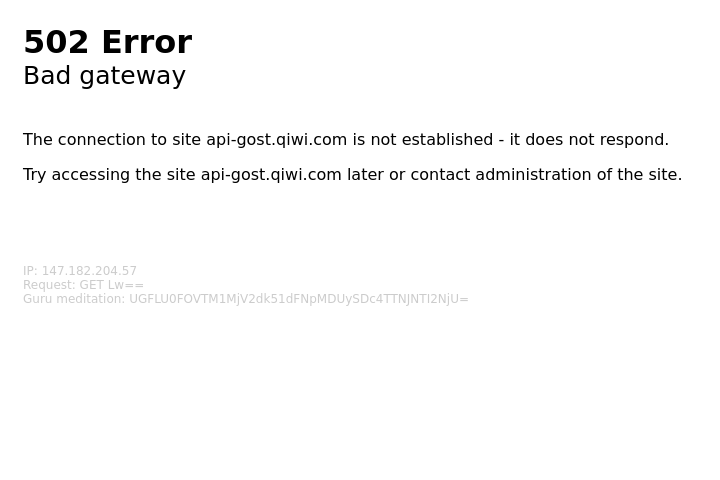 502 Error
Bad gateway
The connection to site api-gost.qiwi.com is not established - it does not respond.
Try accessing the site api-gost.qiwi.com later or contact administration of the site.
IP: 147.182.204.57
Request: GET Lw==
Guru meditation: UGFLU0FOVTM1MjV2dk51dFNpMDUySDc4TTNJNTI2NjU=